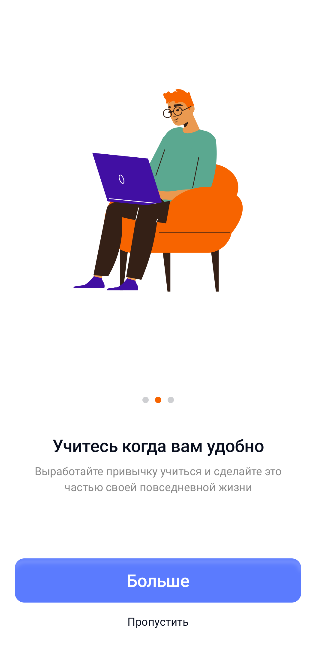 Учитесь когда вам удобно
Выработайте привычку учиться и сделайте это
частью своей повседневной жизни
Больше
Пропустить